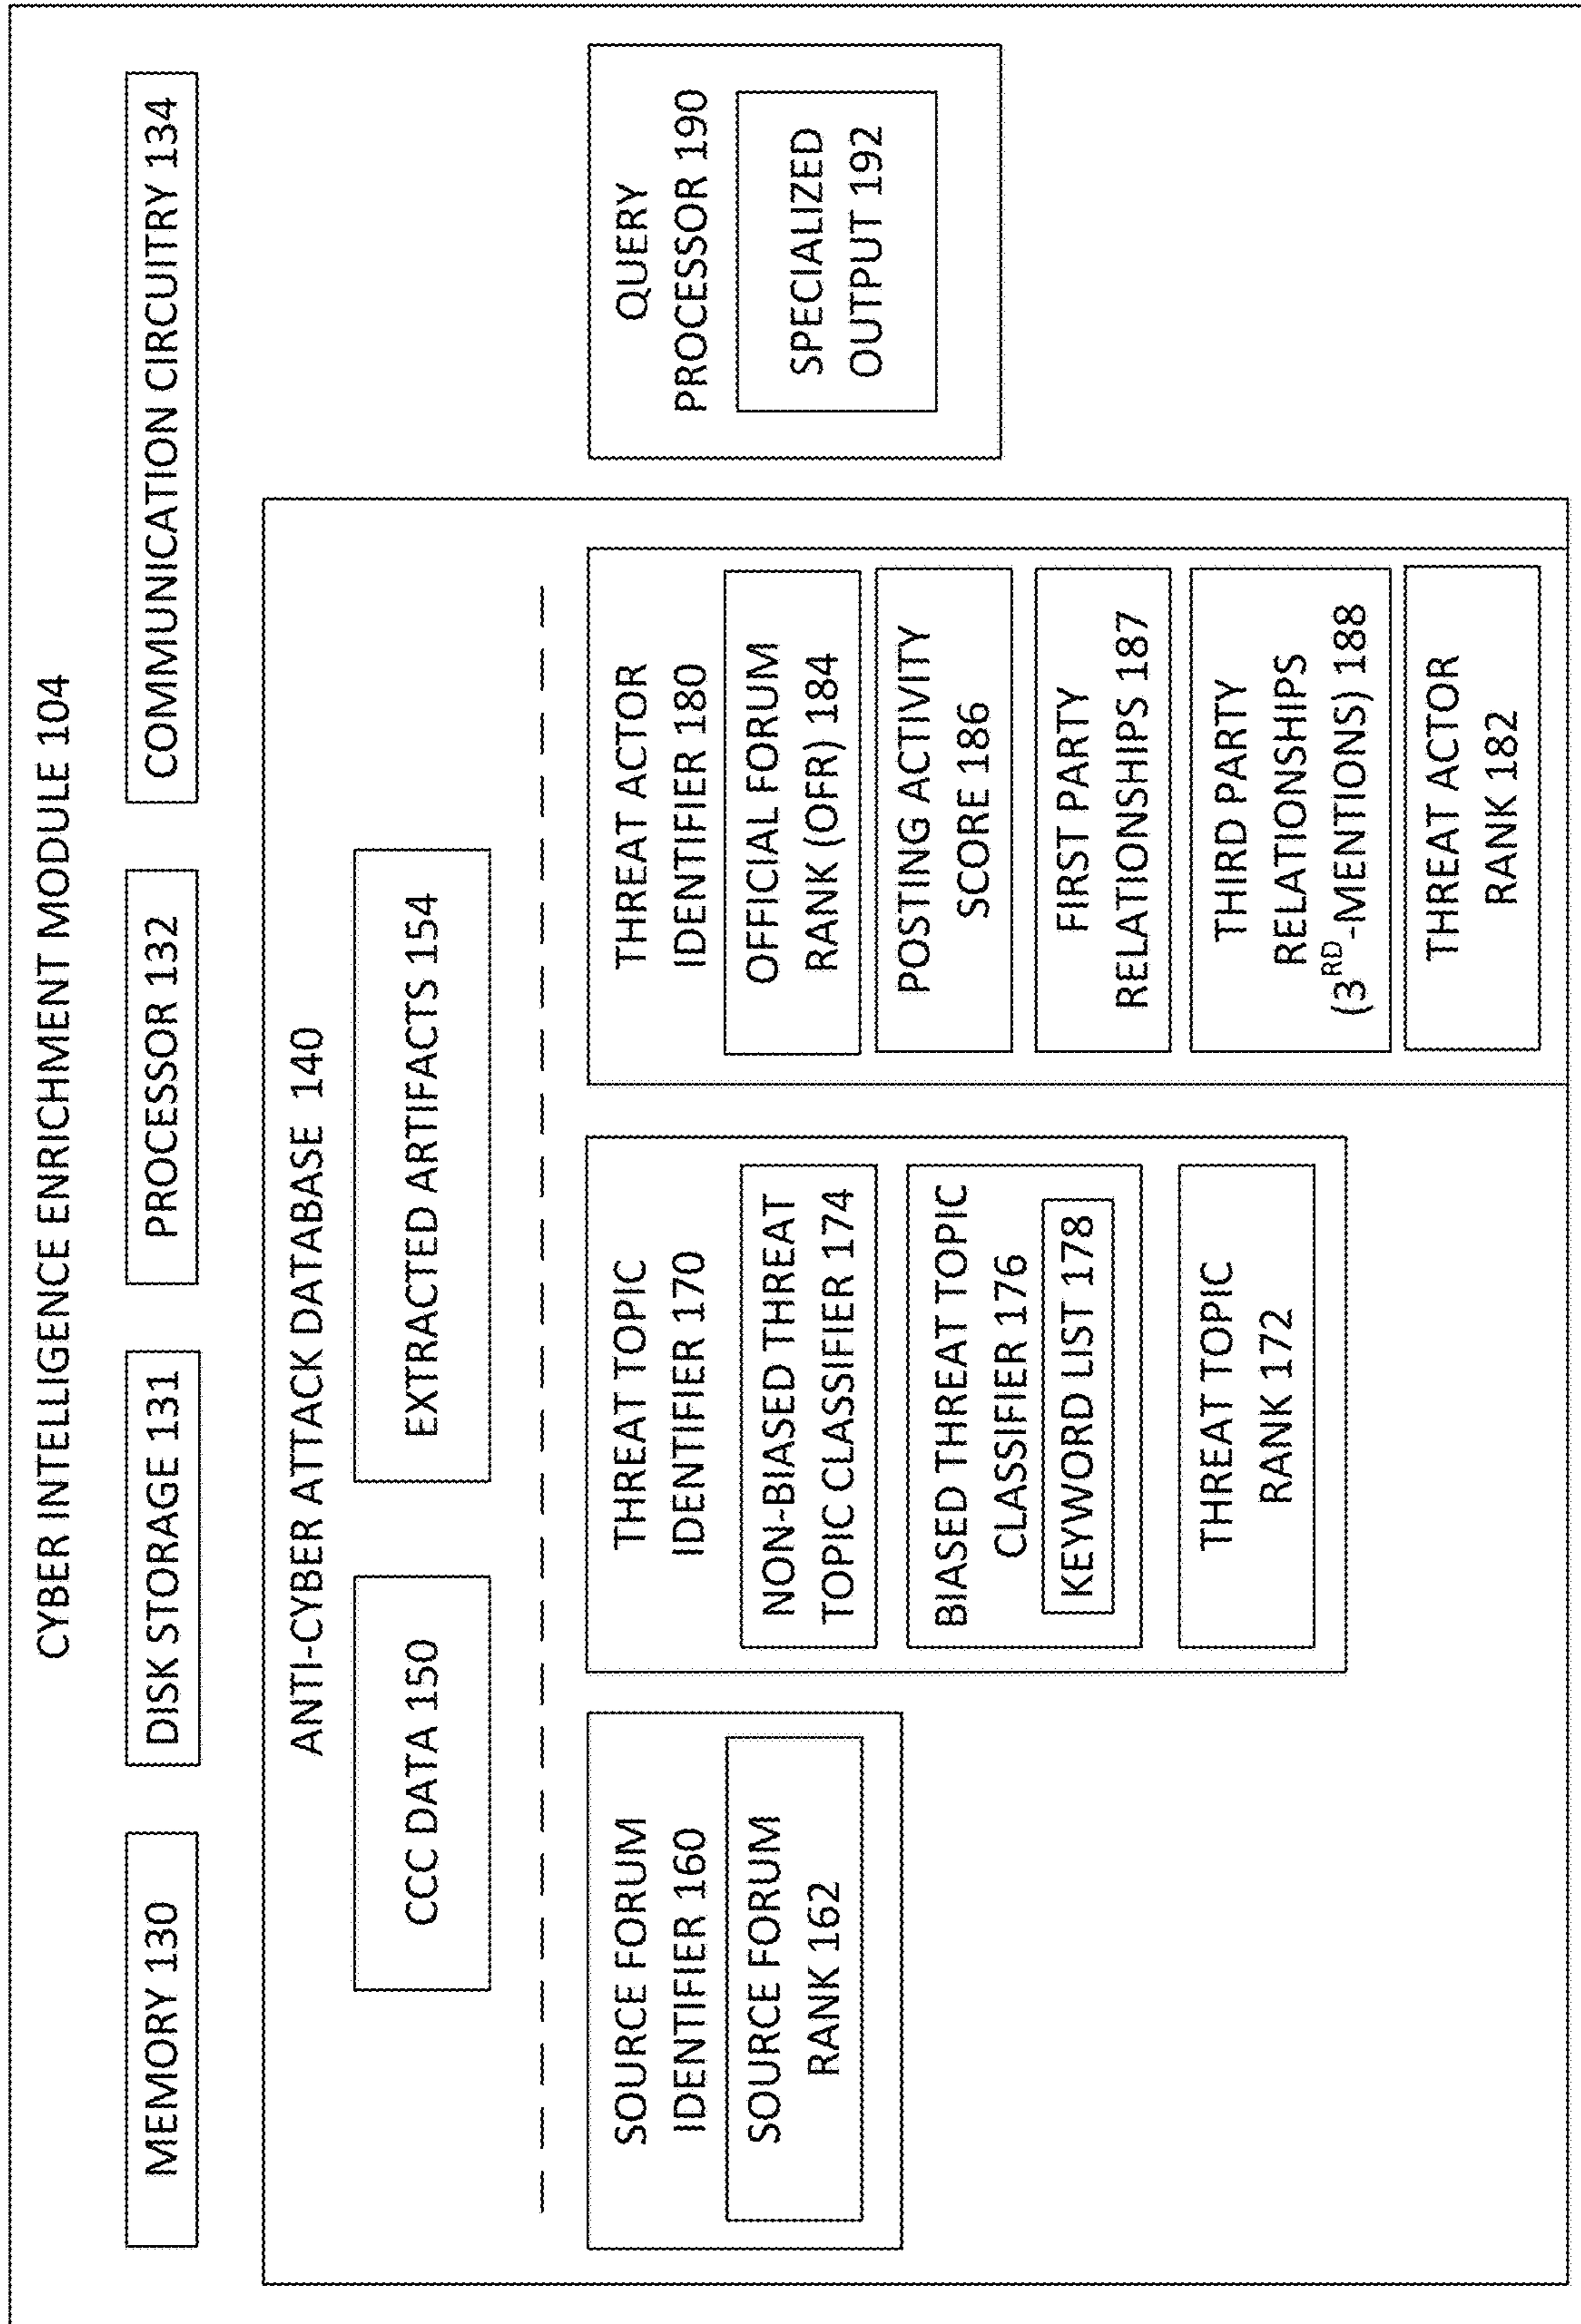 CYBER INTELLIGENCE ENRICHMENT MODULE 104
MEMORY 130
DISK STORAGE 131
PROCESSOR 132
COMMUNICATION CIRCUITRY 134
ANTI-CYBER ATTACK DATABASE 140
CCC DATA 150
EXTRACTED ARTIFACTS 154
SOURCE FORUM
IDENTIFIER 160
SOURCE FORUM
RANK 162
THREAT TOPIC
IDENTIFIER 170
NON-BIASED THREAT
TOPIC CLASSIFIER 174
BIASED THREAT TOPIC
CLASSIFIER 176
KEYWORD LIST 178
THREAT TOPIC
RANK 172
THREAT ACTOR
IDENTIFIER 180
OFFICIAL FORUM
RANK (OFR) 184
POSTING ACTIVITY
SCORE 186
FIRST PARTY
RELATIONSHIPS 187
THIRD PARTY
RELATIONSHIPS
(3RD-MENTIONS) 188
THREAT ACTOR
RANK 182
QUERY
PROCESSOR 190
SPECIALIZED
OUTPUT 192